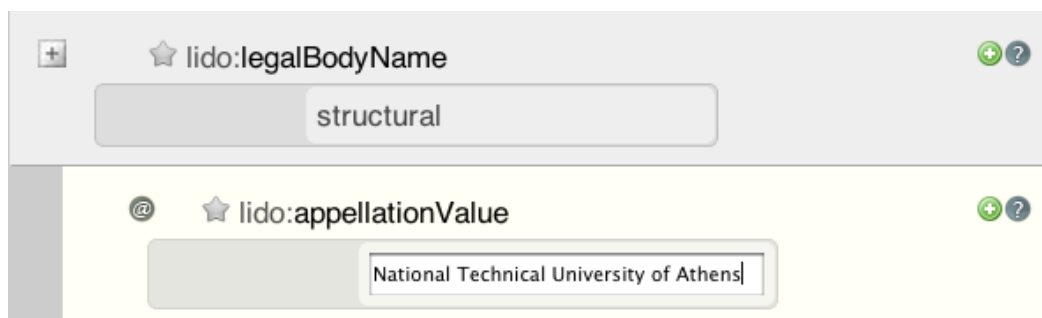 lido:legalBodyName
structural
@ lido:appellationValue
National Technical University of Athens